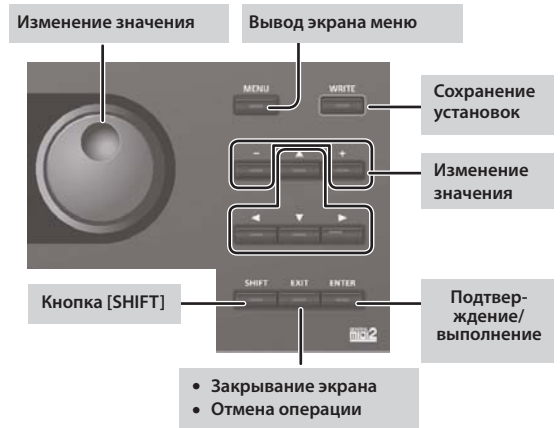 Изменение значения
Вывод экрана меню
MENU
WRITE
Сохранение
установок
− ▲ +
Изменение
значения
◀ ▼ ▶
SHIFT EXIT ENTER
Кнопка [SHIFT]
Подтвер-
ждение/
выполнение
midi2
• Закрывание экрана
• Отмена операции